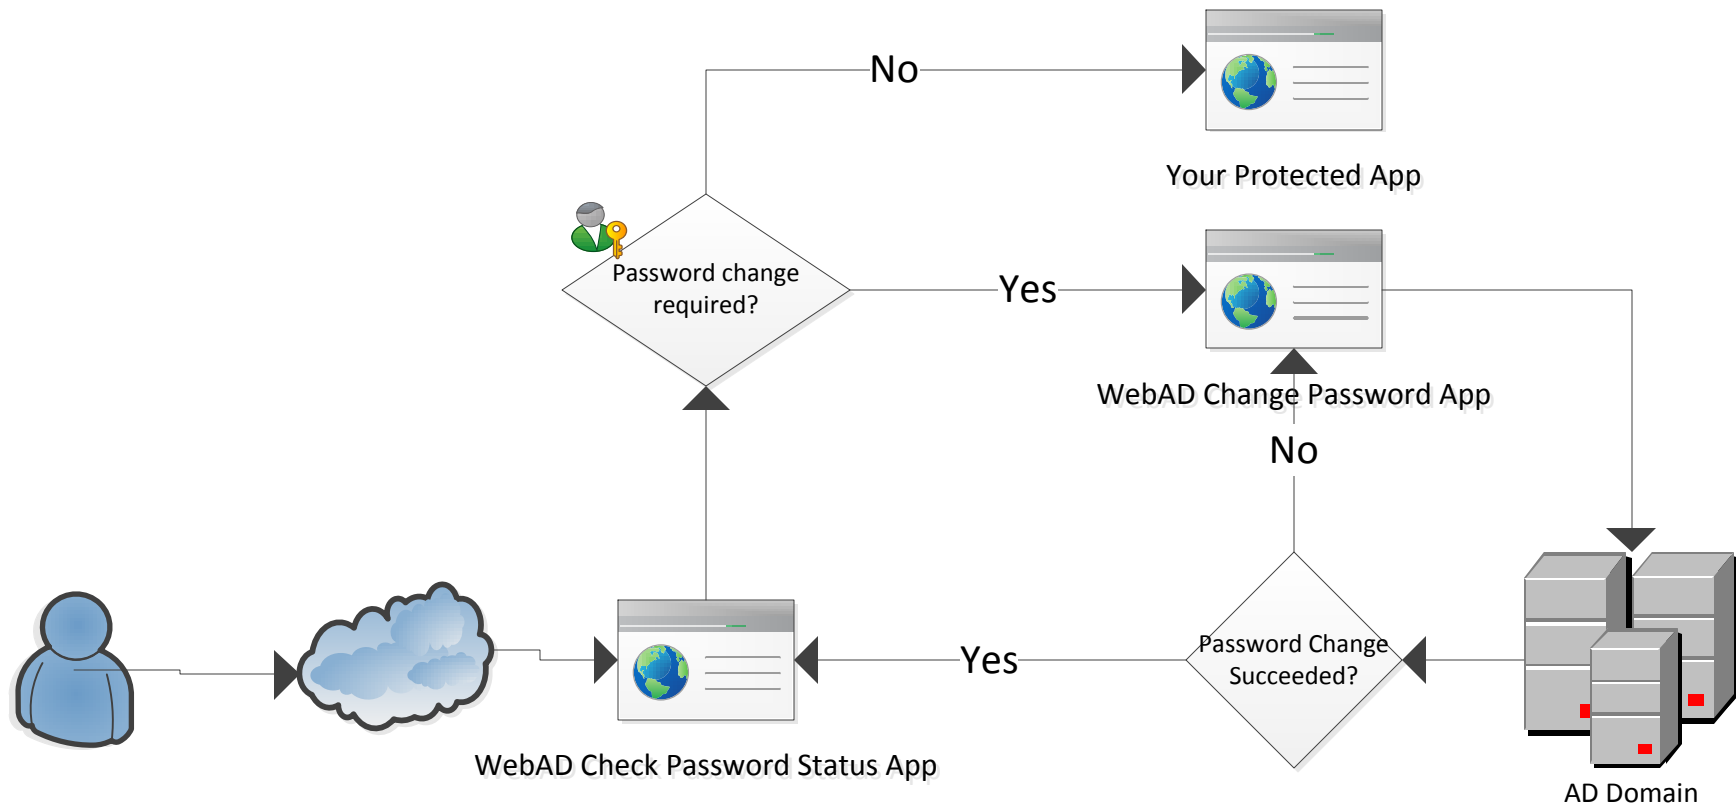 No
Your Protected App
Password change
required?
Yes
WebAD Change Password App
No
Password Change
Succeeded?
Yes
WebAD Check Password Status App
AD Domain